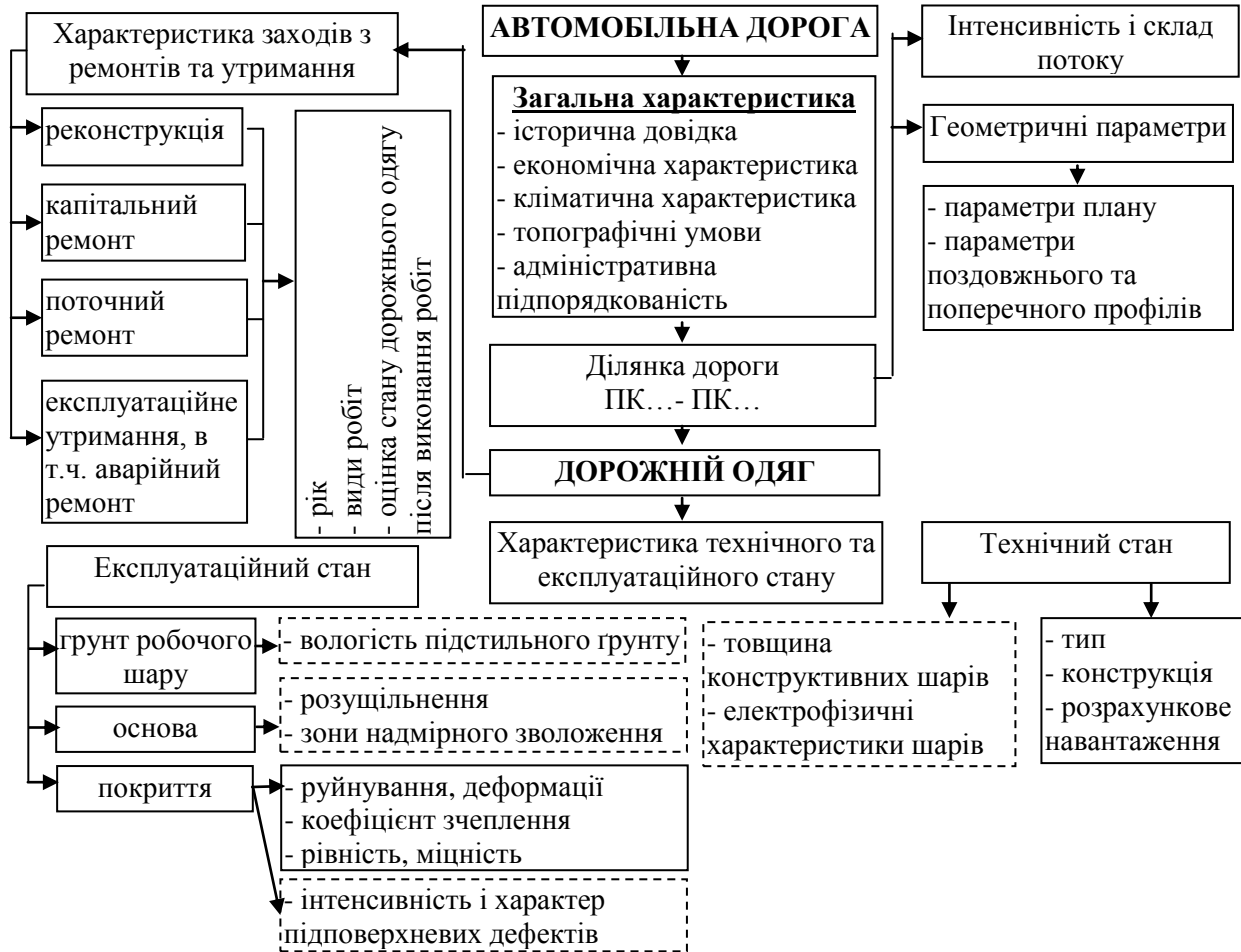 Характеристика заходів з
ремонтів та утримання
реконструкція
капітальний
ремонт
поточний
ремонт
експлуатаційне
утримання, в
т.ч. аварійний
ремонт
- рік
- види робіт
- оцінка стану дорожнього одягу
після виконання робіт
АВТОМОБІЛЬНА ДОРОГА
Загальна характеристика
- історична довідка
- економічна характеристика
- кліматична характеристика
- топографічні умови
- адміністративна
підпорядкованість
Ділянка дороги
ПК…- ПК…
ДОРОЖНІЙ ОДЯГ
Характеристика технічного та
експлуатаційного стану
Інтенсивність і склад
потоку
Геометричні параметри
- параметри плану
- параметри
поздовжнього та
поперечного профілів
Експлуатаційний стан
грунт робочого
шару
- вологість підстильного ґрунту
основа
- розущільнення
- зони надмірного зволоження
покриття
- руйнування, деформації
- коефіцієнт зчеплення
- рівність, міцність
- інтенсивність і характер
підповерхневих дефектів
Технічний стан
- товщина
конструктивних шарів
- електрофізичні
характеристики шарів
- тип
- конструкція
- розрахункове
навантаження